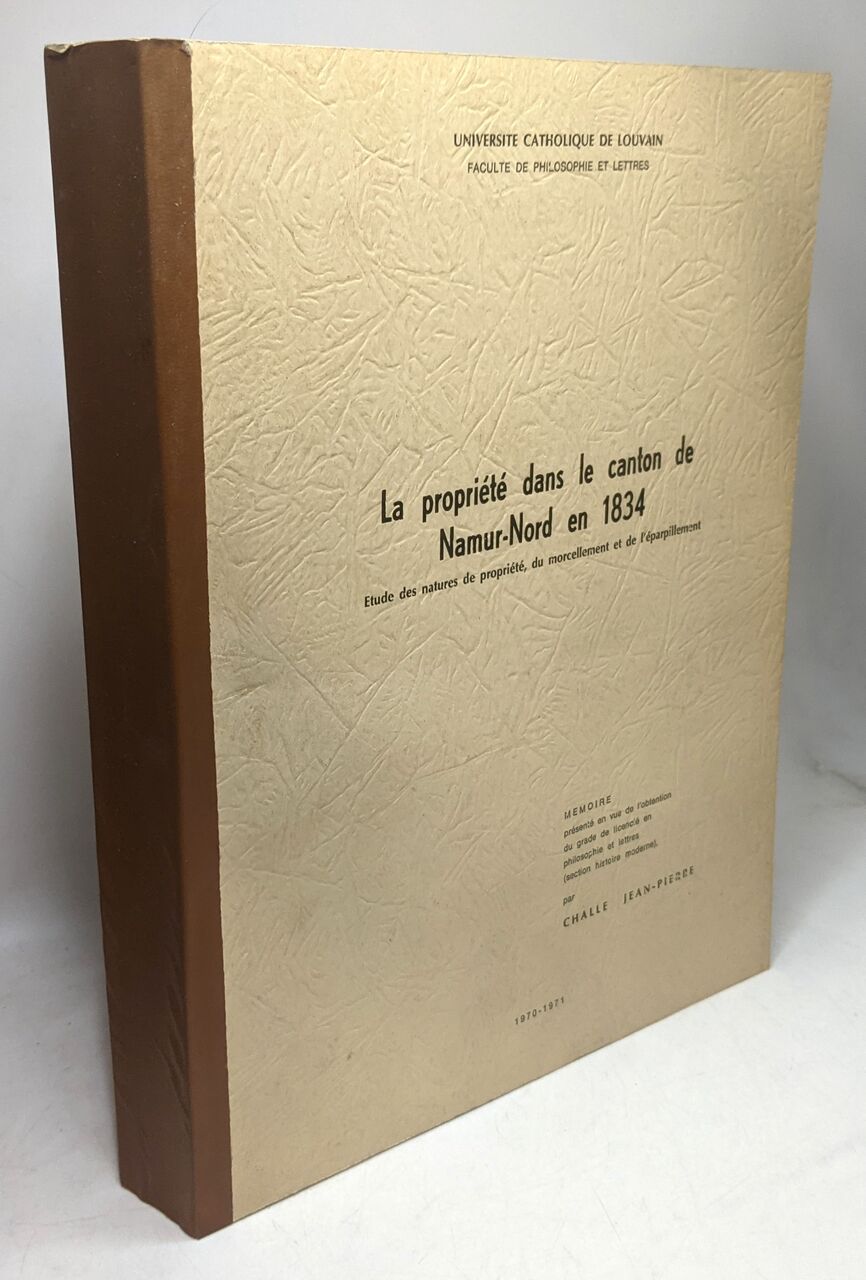 UNIVERSITE CATHOLIQUE DE LOUVAIN
FACULTE DE PHILOSOPHIE ET LETTRES
La propriété dans le canton de
Namur-Nord en 1834
Etude des natures de propriété, du morcellement et de l'éparpillement
MEMOIRE
présenté en vue de l'obtention
du grade de licencié en
philosophie et lettres
(section histoire moderne),
par
CHALLE JEAN-PIERRE
1970-1971